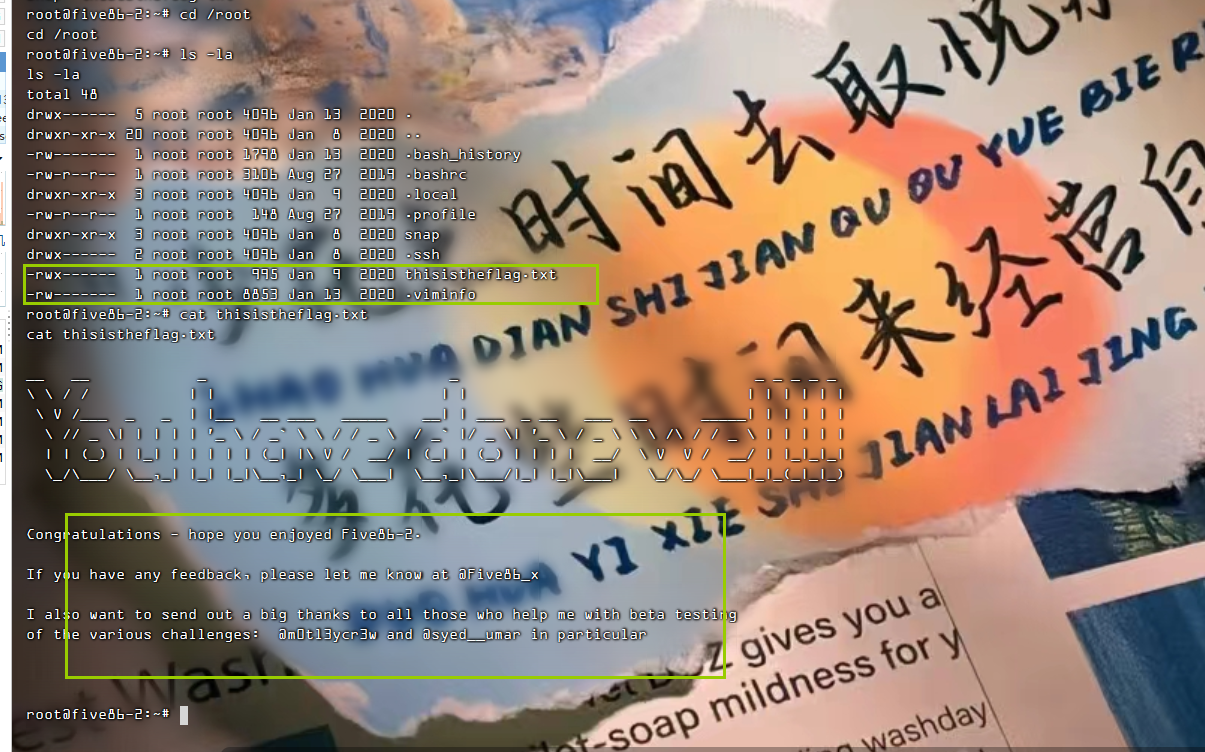 root@five86-2:~# cd /root
cd /root
root@five86-2:~# ls -la
ls -la
total 48
drwx------  5 root root 4096 Jan 13  2020 .
drwxr-xr-x 20 root root 4096 Jan  8  2020 ..
-rw-------  1 root root 1798 Jan 13  2020 .bash_history
-rw-r--r--  1 root root 3106 Aug 27  2019 .bashrc
drwxr-xr-x  3 root root 4096 Jan  9  2020 .local
-rw-r--r--  1 root root  148 Aug 27  2019 .profile
drwxr-xr-x  3 root root 4096 Jan  8  2020 snap
drwx------  2 root root 4096 Jan  8  2020 .ssh
-rwx------  1 root root  995 Jan  9  2020 thisistheflag.txt
-rw-------  1 root root 8853 Jan 13  2020 .viminfo
root@five86-2:~# cat thisistheflag.txt
cat thisistheflag.txt
You have done well!!!
Congratulations - hope you enjoyed Five86-2.
If you have any feedback, please let me know at @Five86_x
I also want to send out a big thanks to all those who help me with beta testing
of the various challenges:  @m0tl3ycr3w and @syed__umar in particular
root@five86-2:~#
时间去取悦
HUA DIAN SHI JIAN QU QU YUE BIE
时间来经营
HUA YI XIE SHI JIAN LAI JING
gives you a
soap mildness for y
washday